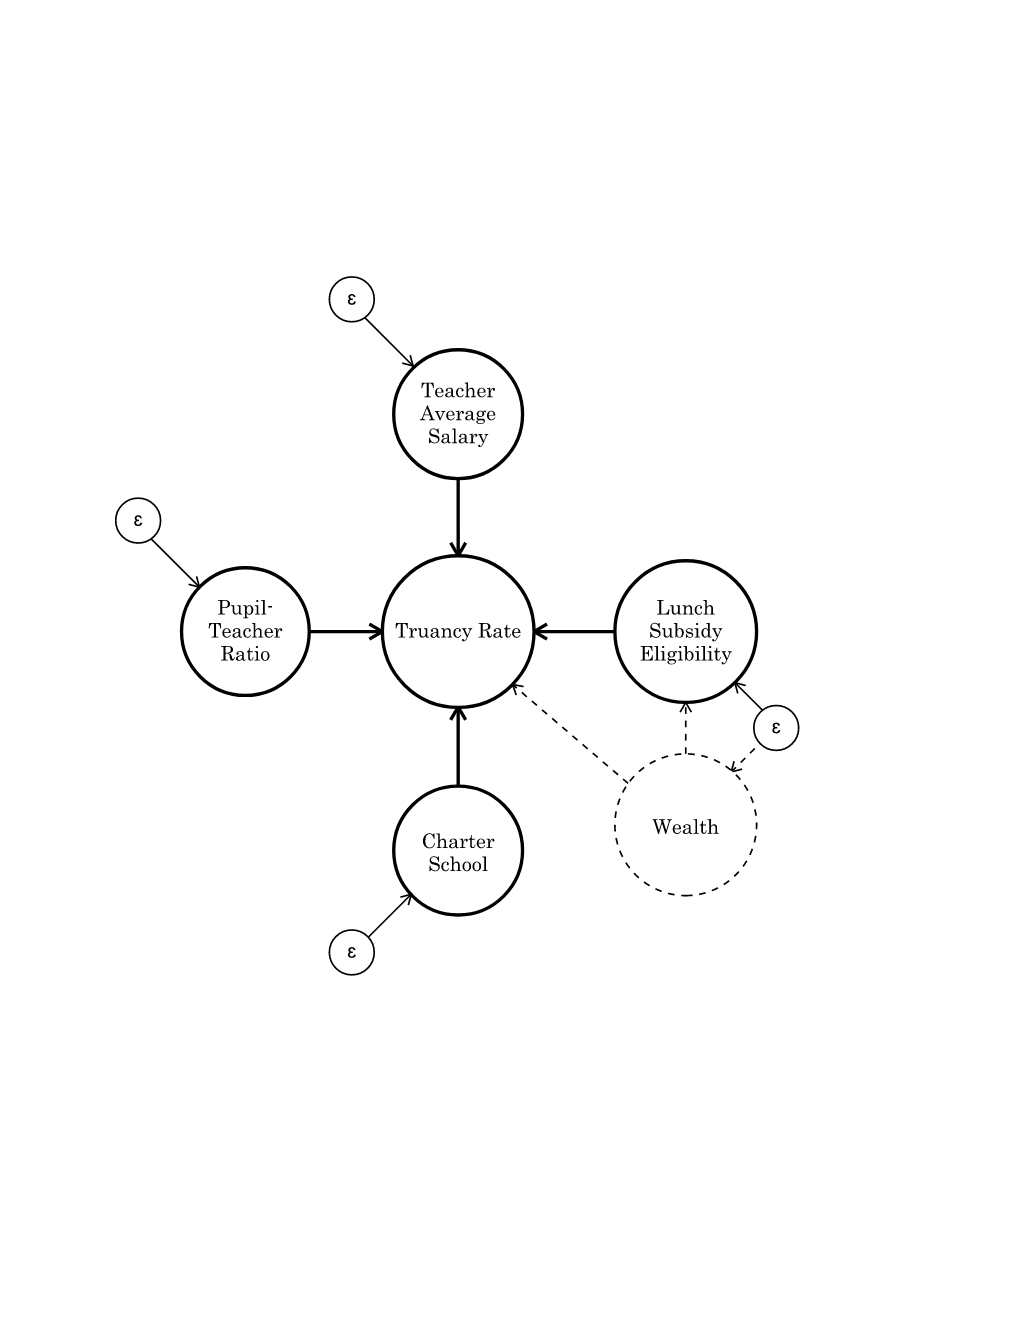 ε
Teacher
Average
Salary
ε
Pupil-
Teacher
Ratio
Truancy Rate
Lunch
Subsidy
Eligibility
ε
Wealth
Charter
School
ε